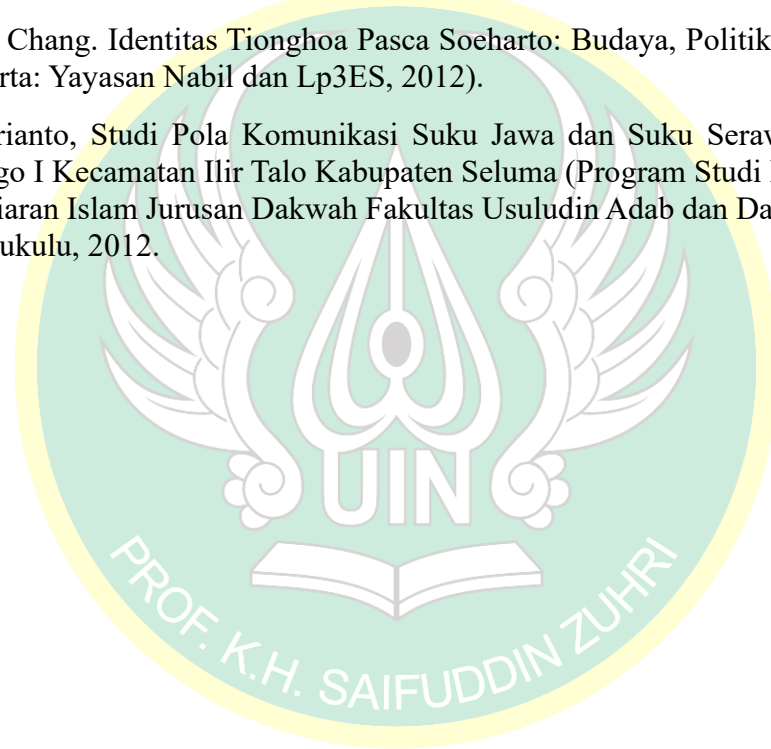 Chang. Identitas Tionghoa Pasca Soeharto: Budaya, Politik
rta: Yayasan Nabil dan Lp3ES, 2012).
rianto, Studi Pola Komunikasi Suku Jawa dan Suku Seraw
go I Kecamatan Ilir Talo Kabupaten Seluma (Program Studi
iaran Islam Jurusan Dakwah Fakultas Usuludin Adab dan Da
ukulu, 2012.
UIN
PROF. K.H. SAIFUDDIN ZUHRI